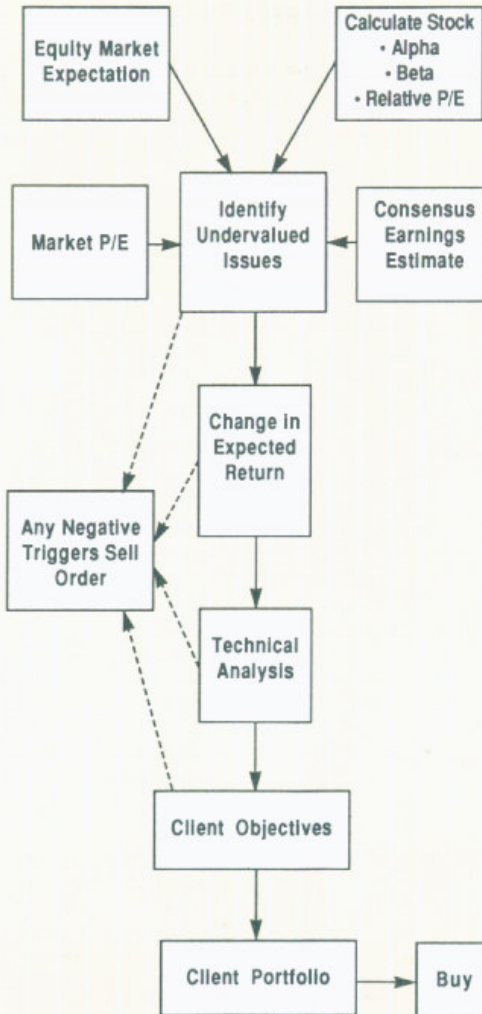 Equity Market
Expectation
Calculate Stock
• Alpha
• Beta
• Relative P/E
Market P/E
Identify
Undervalued
Issues
Consensus
Earnings
Estimate
Change in
Expected
Return
Any Negative
Triggers Sell
Order
Technical
Analysis
Client Objectives
Client Portfolio
Buy